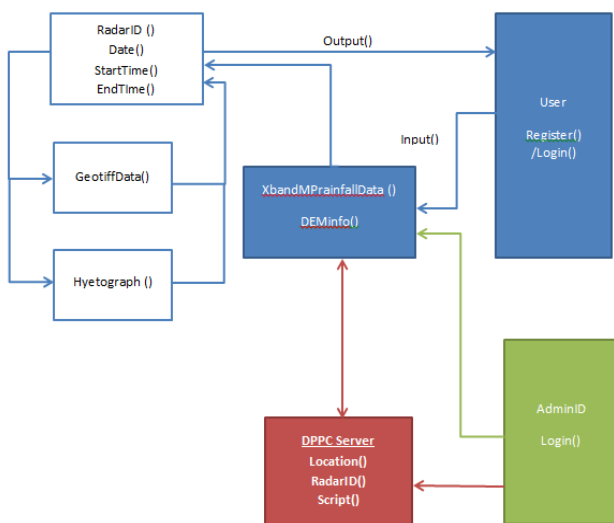 RadarID ()
Date()
StartTime()
EndTIme()
Output()
User
Register()
/Login()
Input()
GeotiffData()
XbandMPrainfallData ()
DEMinfo()
Hyetograph ()
AdminID
Login()
DPPC Server
Location()
RadarID()
Script()